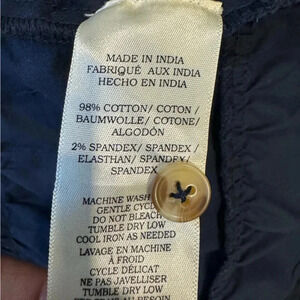 MADE IN INDIA
FABRIQUÉ AUX INDIA
HECHO EN INDIA
98% COTTON/ COTON /
BAUMWOLLE/ COTONE/
ALGODÓN
2% SPANDEX/ SPANDEX /
ELASTHAN/ SPANDEX/
SPANDEX
MACHINE WASH
GENTLE
DO NOT BLEACH
TUMBLE DRY LOW
COOL IRON AS NEEDED
LAVAGE EN MACHINE
À FROID
CYCLE DÉLICAT
NE PAS JAVELLISER
TUMBLE DRY LOW
AU BESOIN